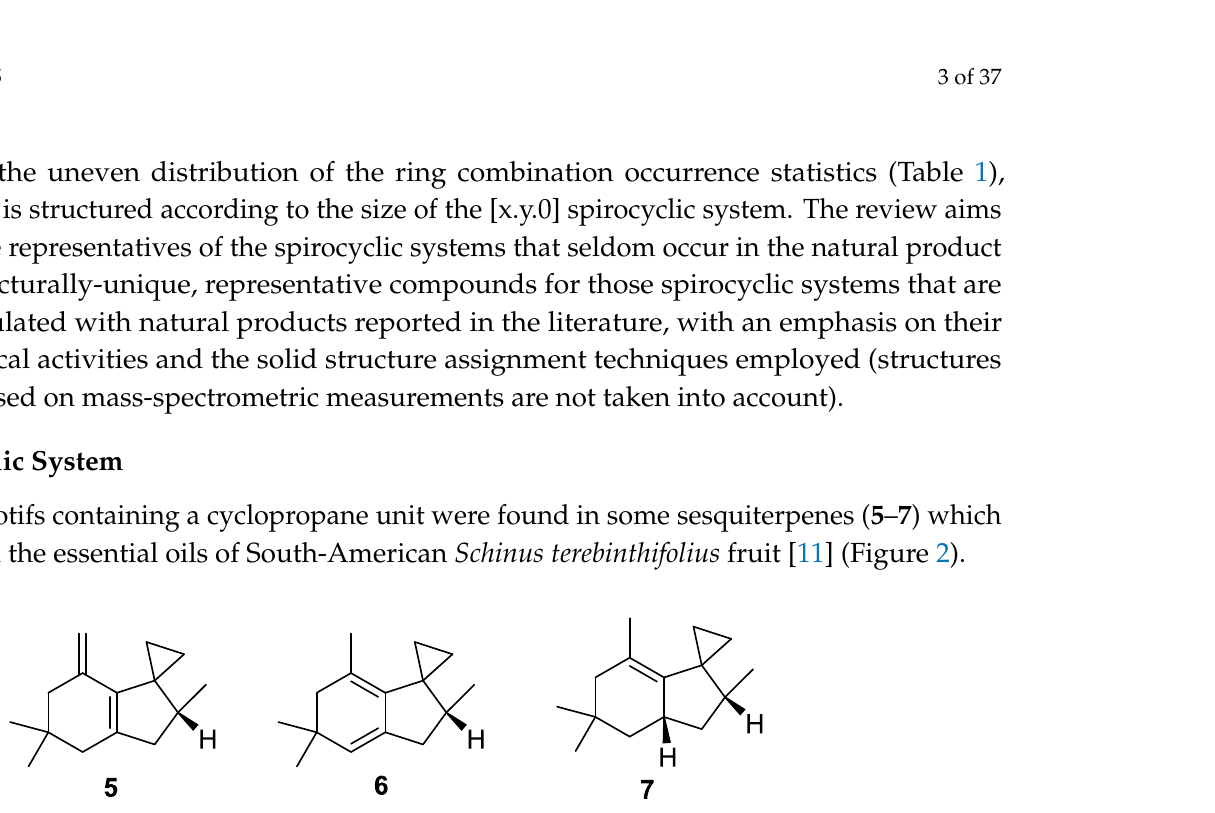 3 of 37
the uneven distribution of the ring combination occurrence statistics (Table 1),
is structured according to the size of the [x.y.0] spirocyclic system. The review aims
representatives of the spirocyclic systems that seldom occur in the natural product
cturally-unique, representative compounds for those spirocyclic systems that are
ulated with natural products reported in the literature, with an emphasis on their
cal activities and the solid structure assignment techniques employed (structures
sed on mass-spectrometric measurements are not taken into account).
ic System
otifs containing a cyclopropane unit were found in some sesquiterpenes (5–7) which
the essential oils of South-American Schinus terebinthifolius fruit [11] (Figure 2).
H
H
H
H
5
6
7